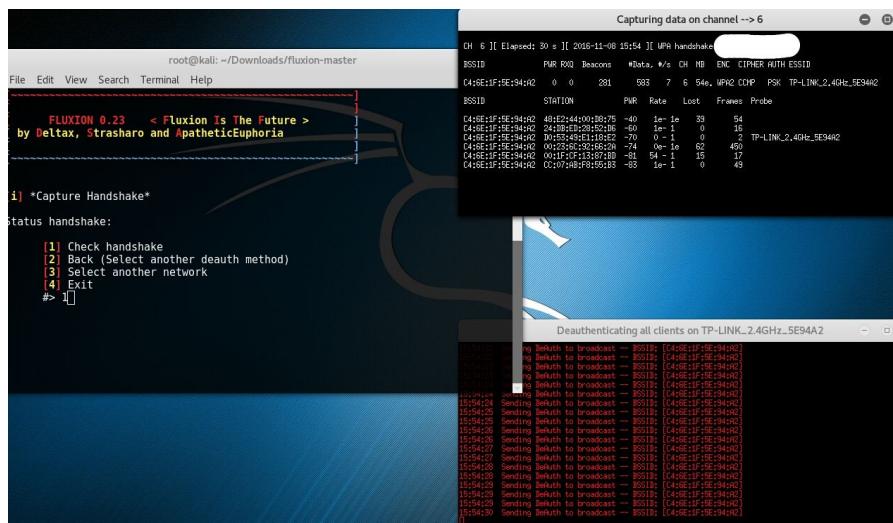 root@kali: ~/Downloads/fluxion-master
File Edit View Search Terminal Help
FLUXION 0.23 < Fluxion Is The Future >
by Deltax, Strasharo and ApatheticEuphoria
[i] *Capture Handshake*
Status handshake:
[1] Check handshake
[2] Back (Select another deauth method)
[3] Select another network
[4] Exit
#> 1
Capturing data on channel --> 6
CH 6 ][ Elapsed: 30 s ][ 2016-11-08 15:54 ][ WPA handshake
BSSID PWR RXQ Beacons #Data, #/s CH MB ENC CIPHER AUTH ESSID
C4:6E:1F:5E:94:A2 0 0 281 583 7 6 54e. WPA2 CCMP PSK TP-LINK_2.4GHz_5E94A2
BSSID STATION PWR Rate Lost Frames Probe
C4:6E:1F:5E:94:A2 48:E2:44:00:D8:75 -40 1e- 1e 39 54
C4:6E:1F:5E:94:A2 24:DB:ED:28:52:D6 -60 1e- 1 0 16
C4:6E:1F:5E:94:A2 D0:53:49:E1:18:E2 -70 0 - 1 0 2 TP-LINK_2.4GHz_5E94A2
C4:6E:1F:5E:94:A2 00:23:6C:92:66:2A -74 0e- 1e 62 450
C4:6E:1F:5E:94:A2 00:1F:CF:13:87:BD -81 54 - 1 15 17
C4:6E:1F:5E:94:A2 CC:07:AB:F8:55:B3 -83 1e- 1 0 49
Deauthenticating all clients on TP-LINK_2.4GHz_5E94A2
DeAuth to broadcast -- BSSID: [C4:6E:1F:5E:94:A2]
DeAuth to broadcast -- BSSID: [C4:6E:1F:5E:94:A2]
DeAuth to broadcast -- BSSID: [C4:6E:1F:5E:94:A2]
DeAuth to broadcast -- BSSID: [C4:6E:1F:5E:94:A2]
DeAuth to broadcast -- BSSID: [C4:6E:1F:5E:94:A2]
DeAuth to broadcast -- BSSID: [C4:6E:1F:5E:94:A2]
15:54:24 Sending DeAuth to broadcast -- BSSID: [C4:6E:1F:5E:94:A2]
15:54:25 Sending DeAuth to broadcast -- BSSID: [C4:6E:1F:5E:94:A2]
15:54:25 Sending DeAuth to broadcast -- BSSID: [C4:6E:1F:5E:94:A2]
15:54:26 Sending DeAuth to broadcast -- BSSID: [C4:6E:1F:5E:94:A2]
15:54:26 Sending DeAuth to broadcast -- BSSID: [C4:6E:1F:5E:94:A2]
15:54:27 Sending DeAuth to broadcast -- BSSID: [C4:6E:1F:5E:94:A2]
15:54:27 Sending DeAuth to broadcast -- BSSID: [C4:6E:1F:5E:94:A2]
15:54:28 Sending DeAuth to broadcast -- BSSID: [C4:6E:1F:5E:94:A2]
15:54:28 Sending DeAuth to broadcast -- BSSID: [C4:6E:1F:5E:94:A2]
15:54:29 Sending DeAuth to broadcast -- BSSID: [C4:6E:1F:5E:94:A2]
15:54:29 Sending DeAuth to broadcast -- BSSID: [C4:6E:1F:5E:94:A2]
15:54:30 Sending DeAuth to broadcast -- BSSID: [C4:6E:1F:5E:94:A2]